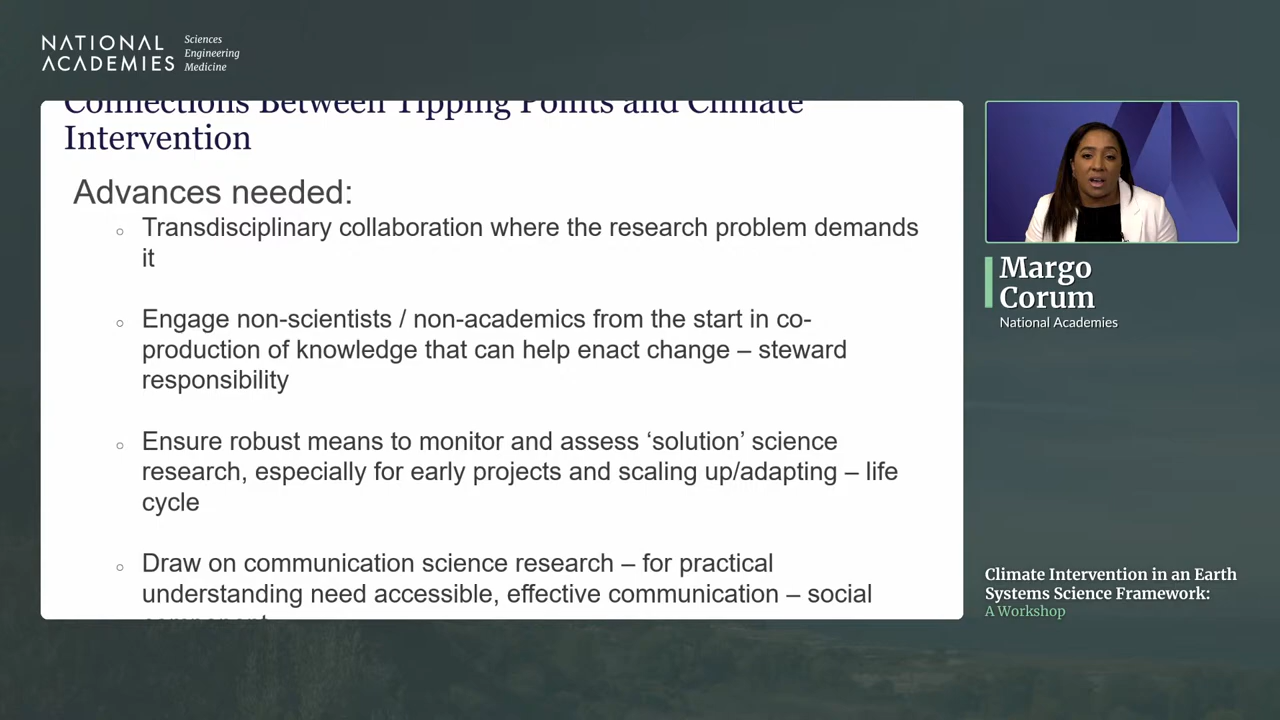 NATIONAL
ACADEMIES
Sciences
Engineering
Medicine
Connections Between Tipping Points and Climate
Intervention
Advances needed:
Transdisciplinary collaboration where the research problem demands
it
Engage non-scientists / non-academics from the start in co-
production of knowledge that can help enact change – steward
responsibility
Ensure robust means to monitor and assess ‘solution’ science
research, especially for early projects and scaling up/adapting – life
cycle
Draw on communication science research – for practical
understanding need accessible, effective communication – social
Margo
Corum
National Academies
Climate Intervention in an Earth
Systems Science Framework:
A Workshop